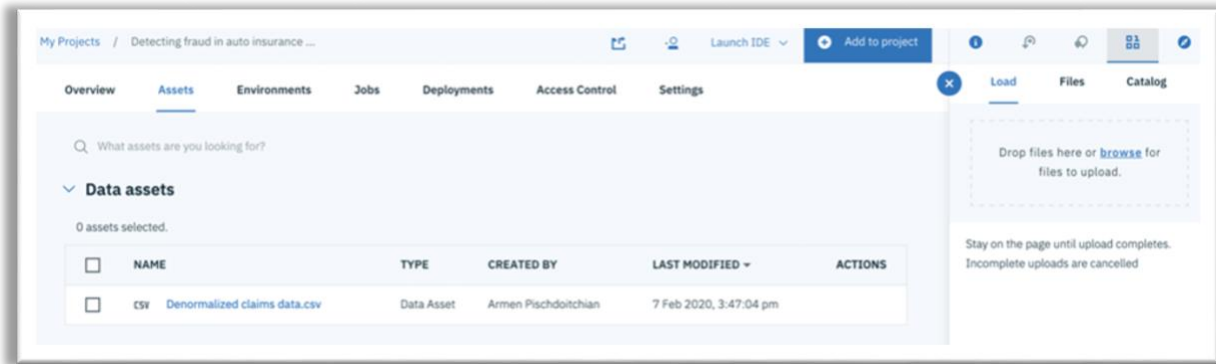 My Projects / Detecting fraud in auto insurance ... Launch IDE Add to project
Overview Assets Environments Jobs Deployments Access Control Settings
Load Files Catalog
What assets are you looking for?
Drop files here or browse for
files to upload.
Data assets
0 assets selected.
Stay on the page until upload completes.
Incomplete uploads are cancelled
NAME TYPE CREATED BY LAST MODIFIED ACTIONS
CSV Denormalized claims data.csv Data Asset Armen Pischdoitchian 7 Feb 2020, 3:47:04 pm